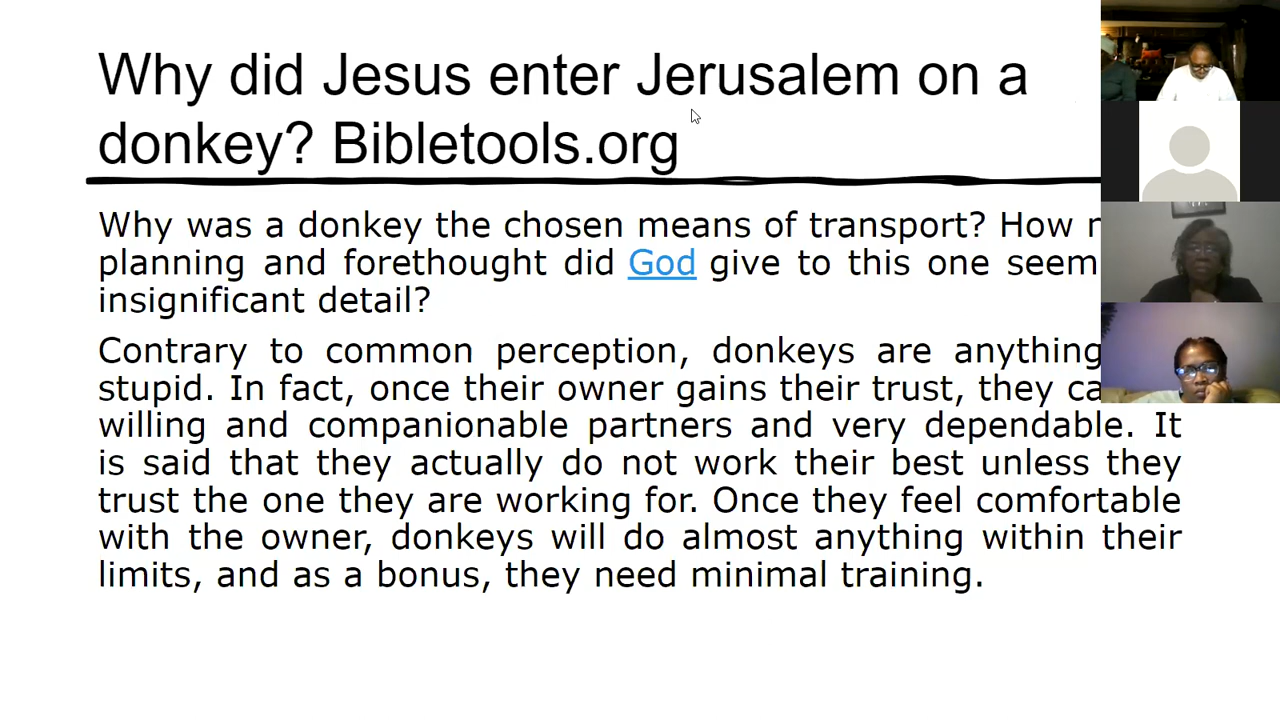 Why did Jesus enter Jerusalem on a
donkey? Bibletools.org
Why was a donkey the chosen means of transport? How
planning and forethought did God give to this one seem
insignificant detail?
Contrary to common perception, donkeys are anything
stupid. In fact, once their owner gains their trust, they ca
willing and companionable partners and very dependable. It
is said that they actually do not work their best unless they
trust the one they are working for. Once they feel comfortable
with the owner, donkeys will do almost anything within their
limits, and as a bonus, they need minimal training.